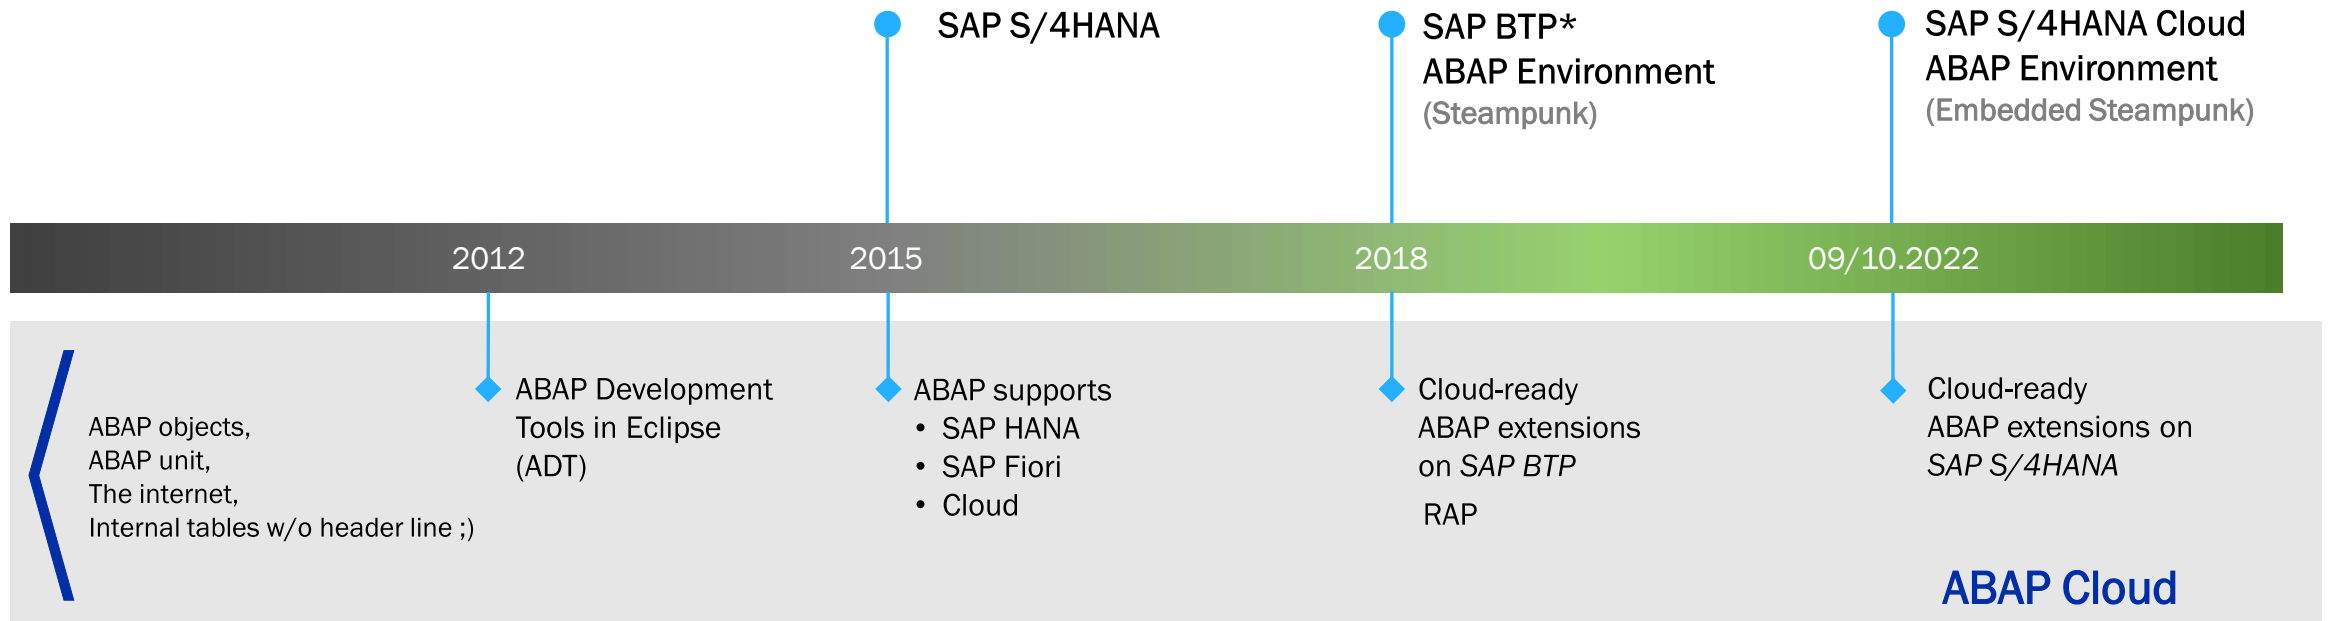 SAP S/4HANA
SAP BTP*
ABAP Environment
(Steampunk)
SAP S/4HANA Cloud
ABAP Environment
(Embedded Steampunk)
2012
2015
2018
09/10.2022
ABAP objects,
ABAP unit,
The internet,
Internal tables w/o header line ;)
ABAP Development
Tools in Eclipse
(ADT)
ABAP supports
• SAP HANA
• SAP Fiori
• Cloud
Cloud-ready
ABAP extensions
on SAP BTP
RAP
Cloud-ready
ABAP extensions on
SAP S/4HANA
ABAP Cloud